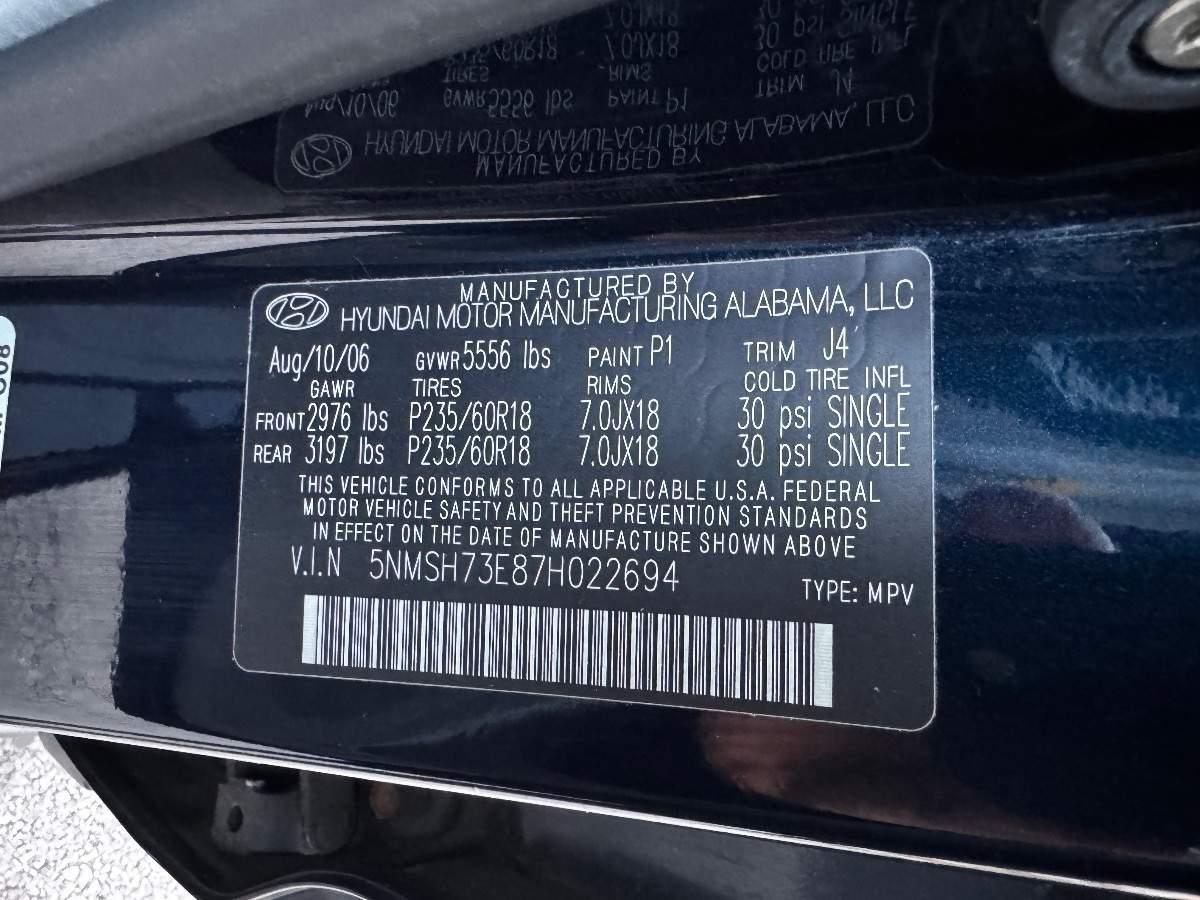 MANUFACTURED BY
HYUNDAI MOTOR MANUFACTURING ALABAMA, LLC
Aug/10/06 GVWR 5556 lbs PAINT P1 TRIM J4
GAWR TIRES RIMS COLD TIRE INFL
FRONT 2976 lbs P235/60R18 7.0JX18 30 psi SINGLE
REAR 3197 lbs P235/60R18 7.0JX18 30 psi SINGLE
THIS VEHICLE CONFORMS TO ALL APPLICABLE U.S.A. FEDERAL
MOTOR VEHICLE SAFETY AND THEFT PREVENTION STANDARDS
IN EFFECT ON THE DATE OF MANUFACTURE SHOWN ABOVE
V.I.N 5NMSH73E87H022694
TYPE: MPV